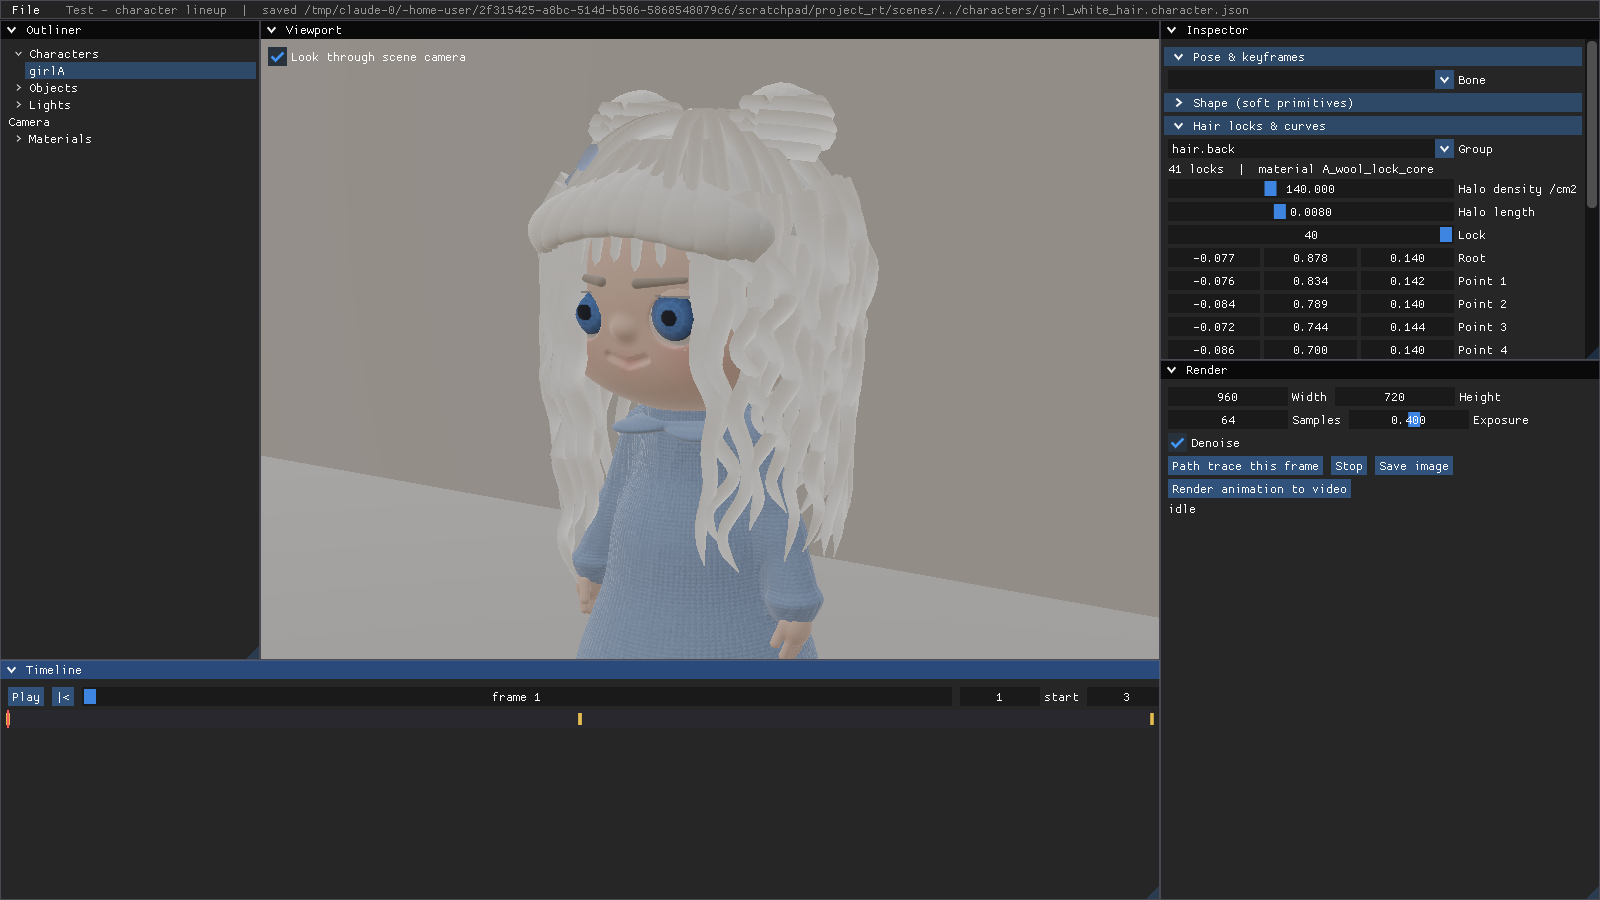 File    Test - character lineup  |  saved /tmp/claude-0/-home-user/2f315425-a8bc-514d-b506-5868548079c6/scratchpad/project_rt/scenes/../characters/girl_white_hair.character.json
Outliner
Characters
girlA
Objects
Lights
Camera
Materials
Viewport
Look through scene camera
Inspector
Pose & keyframes
Bone
Shape (soft primitives)
Hair locks & curves
hair.back Group
41 locks  |  material A_wool_lock_core
140.000 Halo density /cm2
0.0080 Halo length
40 Lock
-0.077 0.878 0.140 Root
-0.076 0.834 0.142 Point 1
-0.084 0.789 0.140 Point 2
-0.072 0.744 0.144 Point 3
-0.086 0.700 0.140 Point 4
Render
960 Width 720 Height
64 Samples 0.400 Exposure
Denoise
Path trace this frame Stop Save image
Render animation to video
idle
Timeline
Play |< frame 1 1 start 3